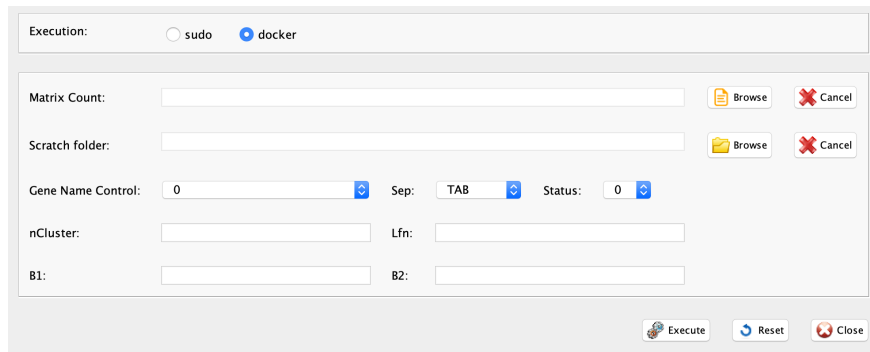 Execution: sudo docker
Matrix Count: Browse Cancel
Scratch folder: Browse Cancel
Gene Name Control: 0 Sep: TAB Status: 0
nCluster: Lfn:
B1: B2:
Execute Reset Close